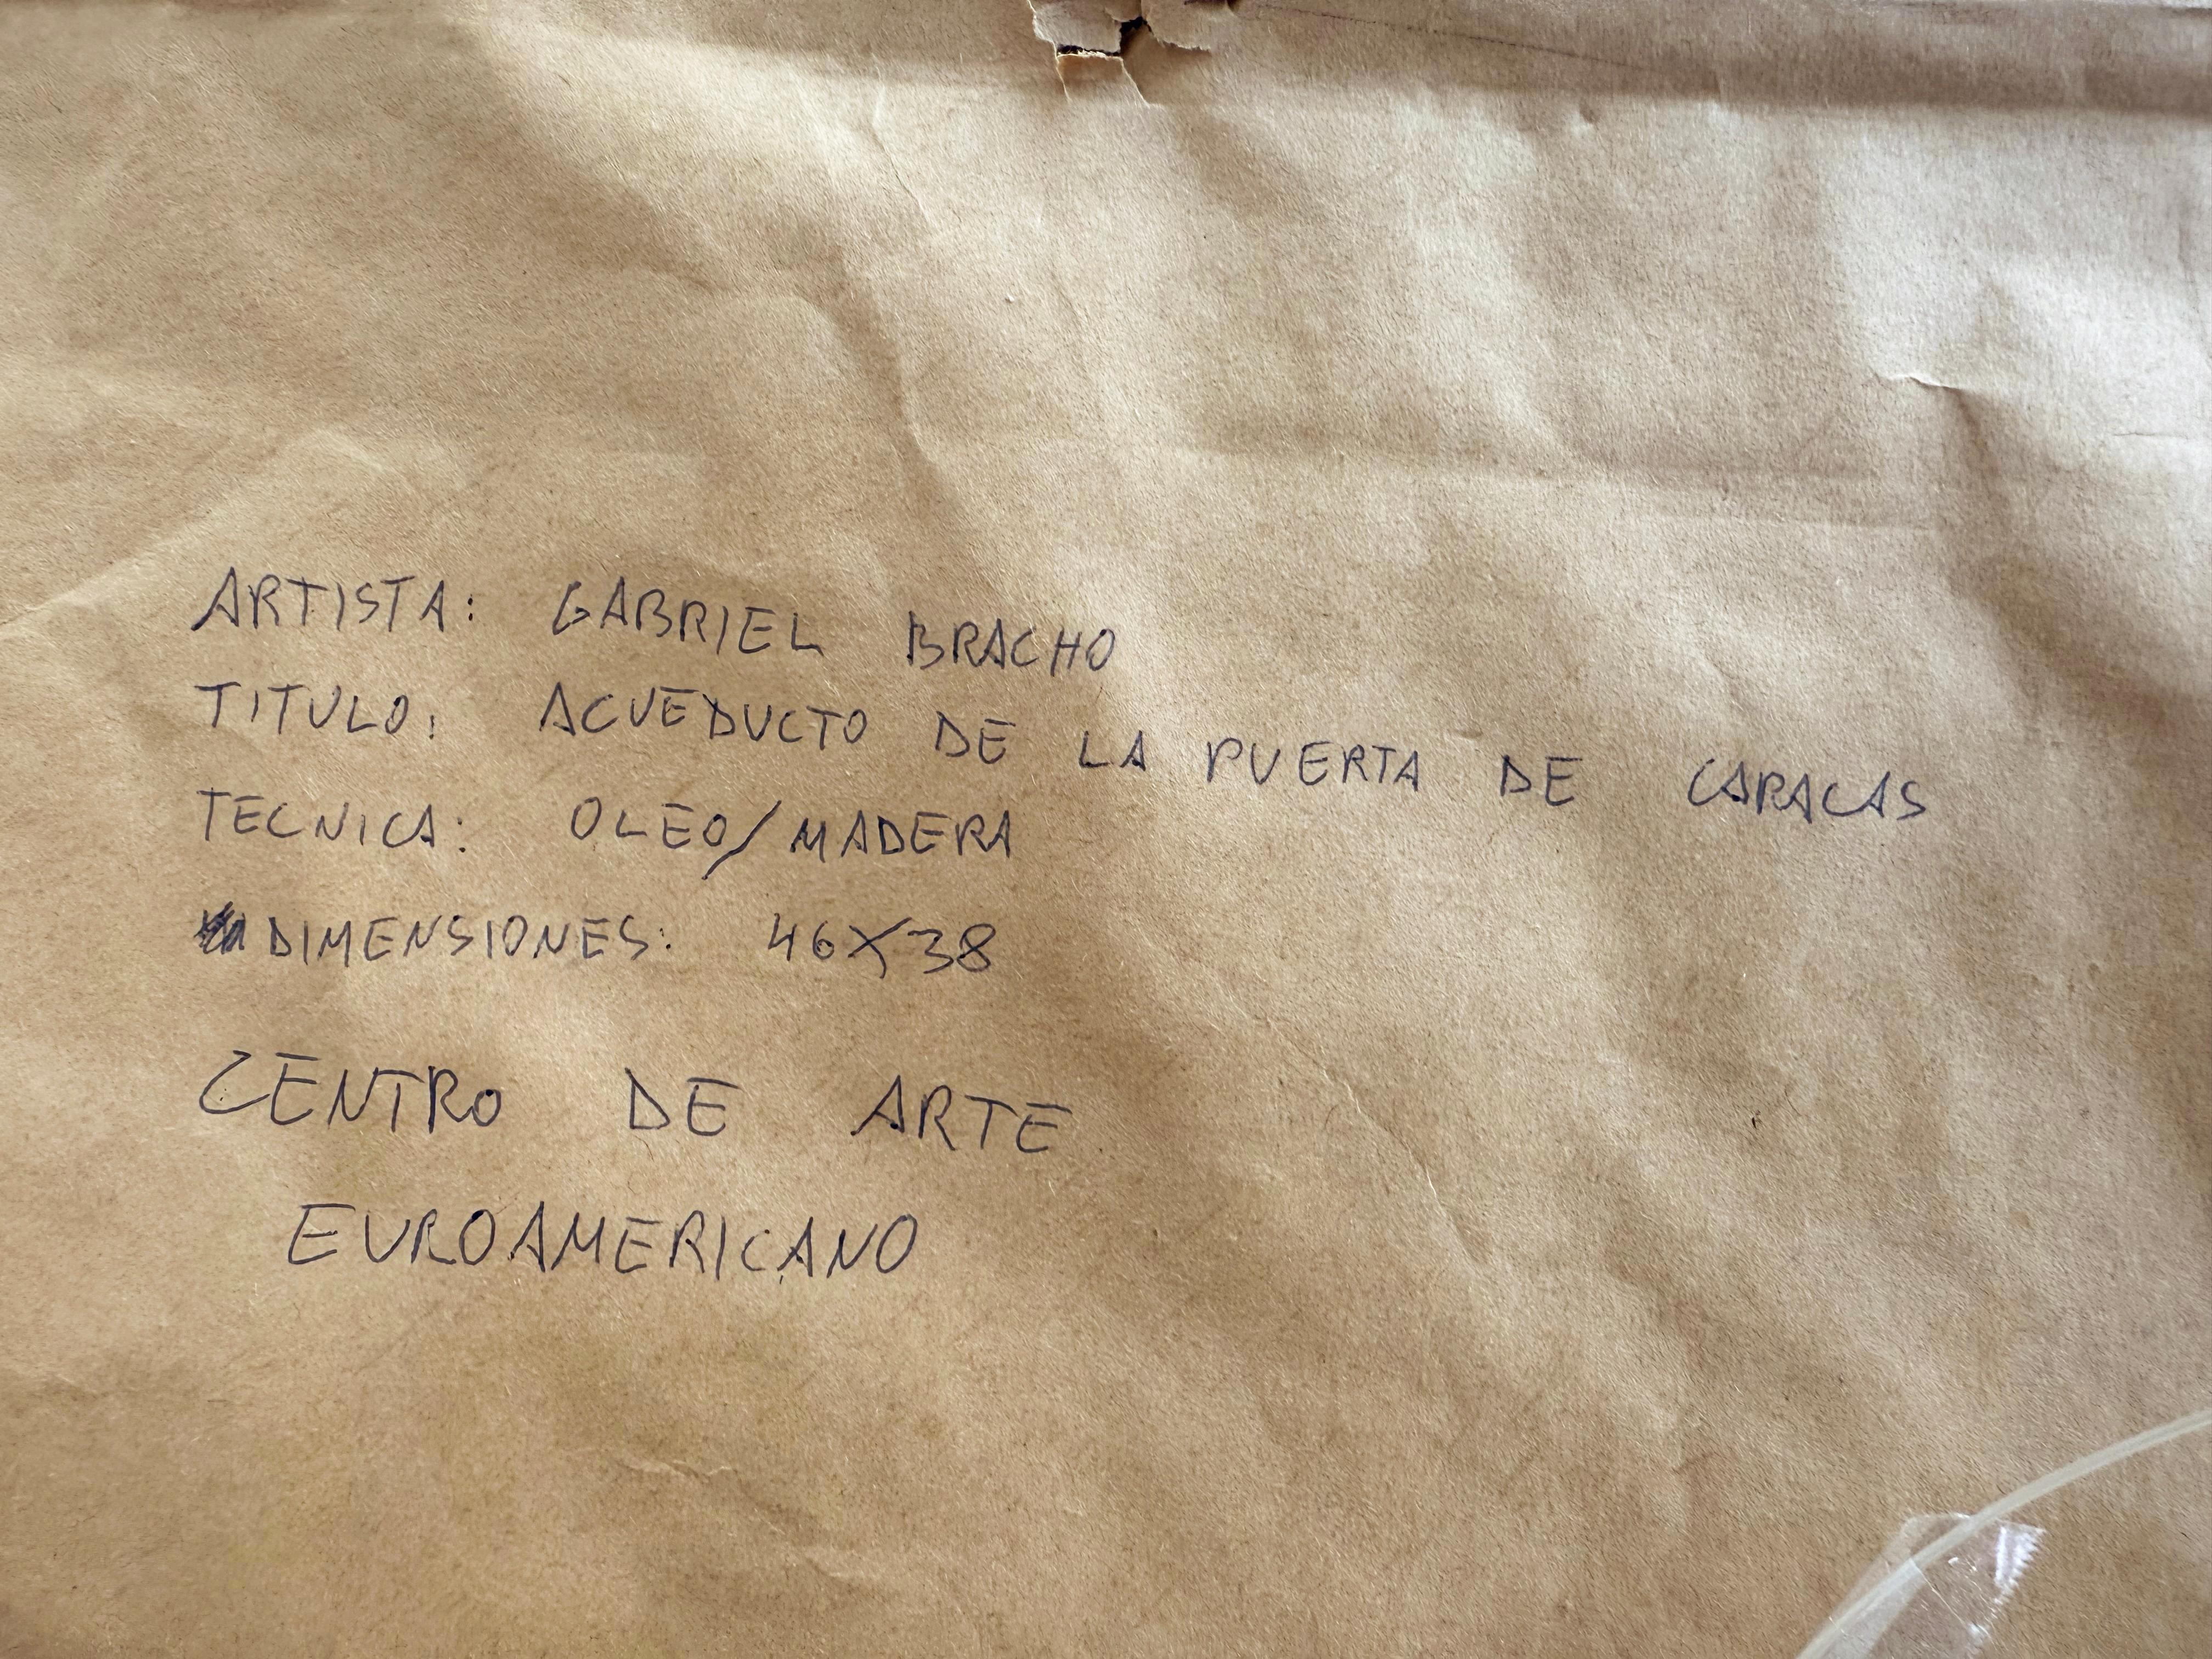 ARTISTA: GABRIEL BRACHO
TITULO: ACUEDUCTO DE LA PUERTA DE CARACAS
TECNICA: OLEO/MADERA
DIMENSIONES: 46X38
CENTRO DE ARTE
EUROAMERICANO